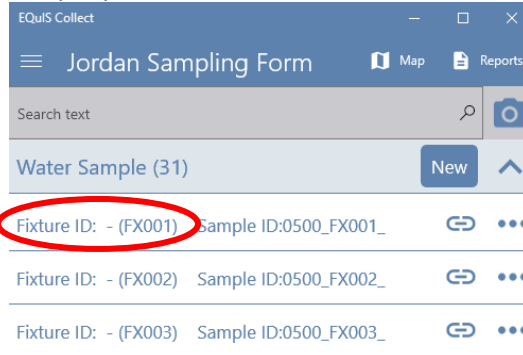 EQuIS Collect
Jordan Sampling Form Map Reports
Search text
Water Sample (31) New
Fixture ID: - (FX001) Sample ID:0500_FX001_
Fixture ID: - (FX002) Sample ID:0500_FX002_
Fixture ID: - (FX003) Sample ID:0500_FX003_